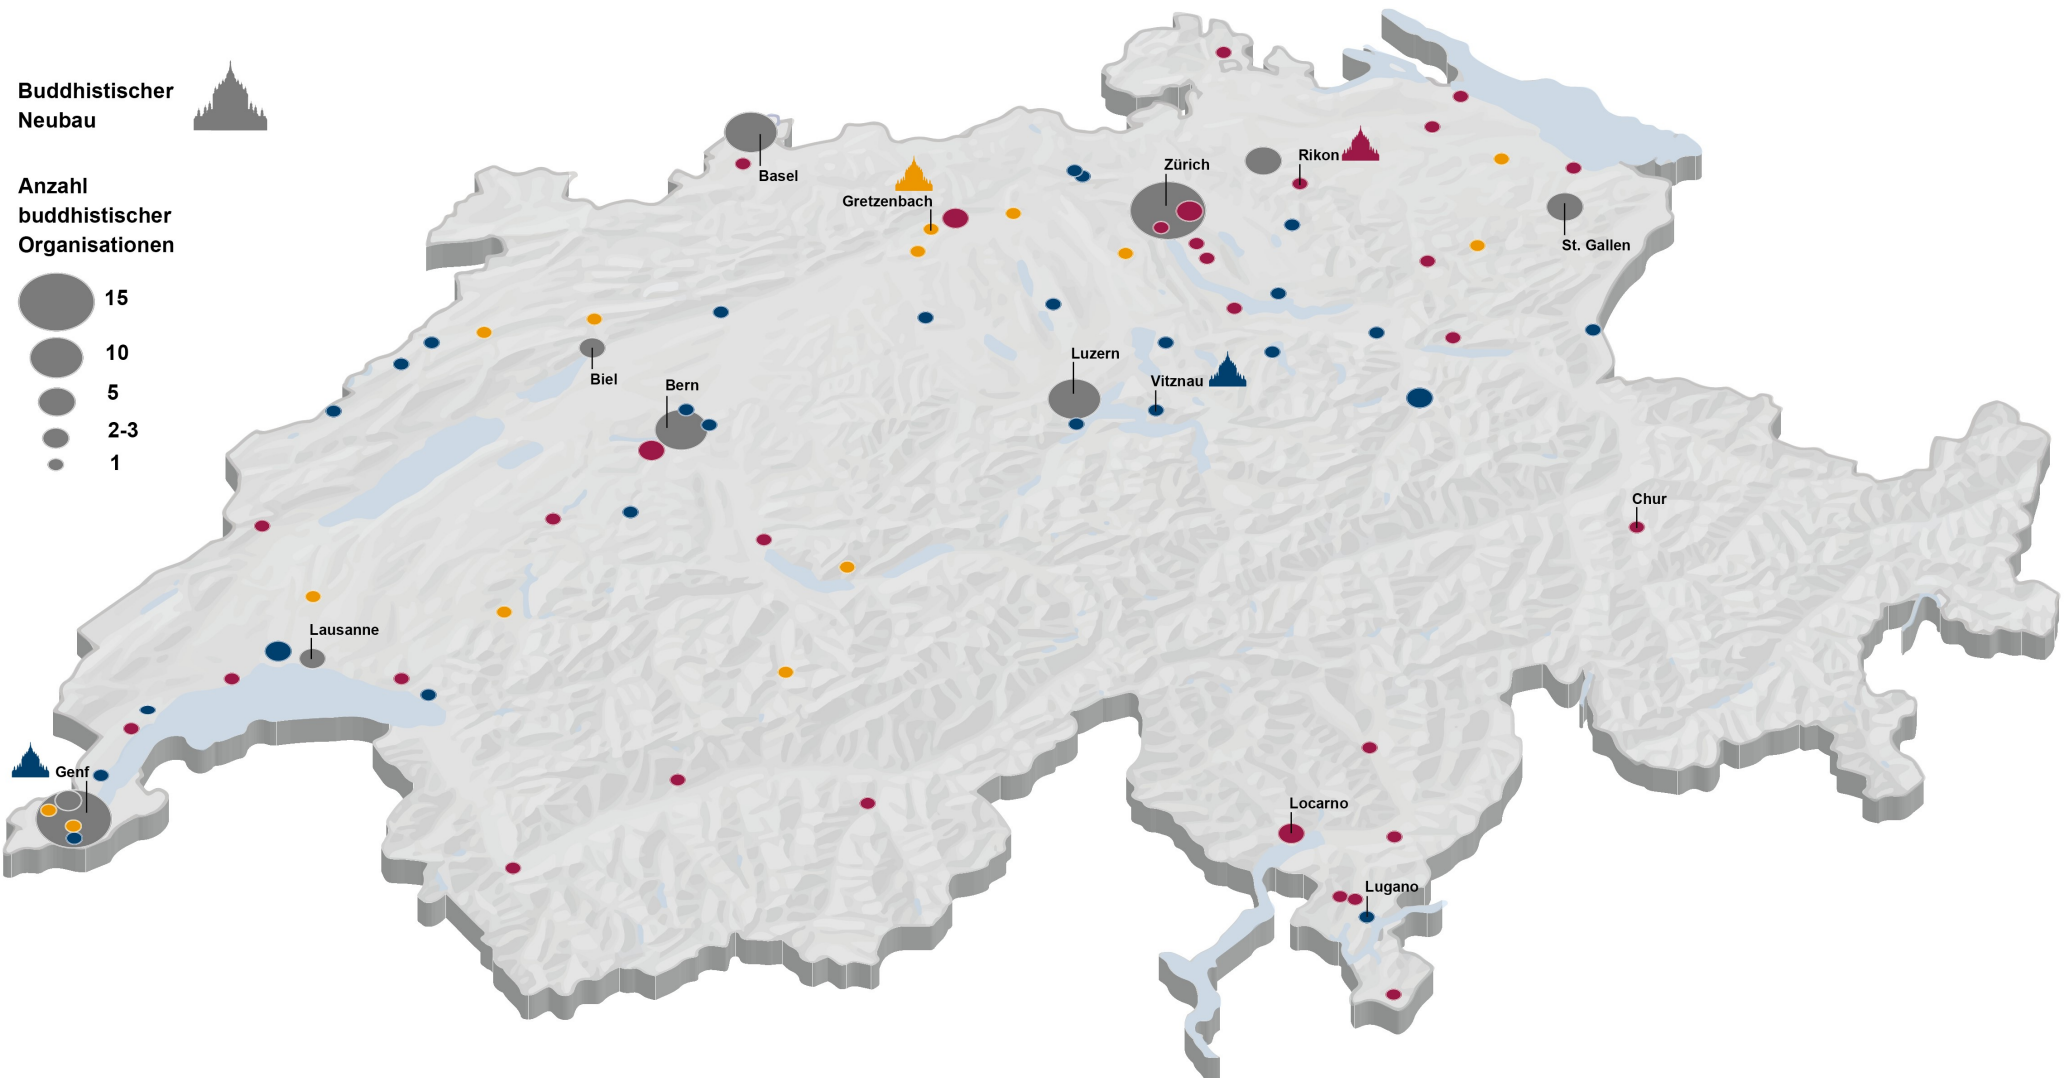 Buddhistischer
Neubau
Anzahl
buddhistischer
Organisationen
15
10
5
2-3
1
Basel
Gretzenbach
Zürich
Rikon
St. Gallen
Biel
Bern
Luzern
Vitznau
Chur
Lausanne
Genf
Locarno
Lugano